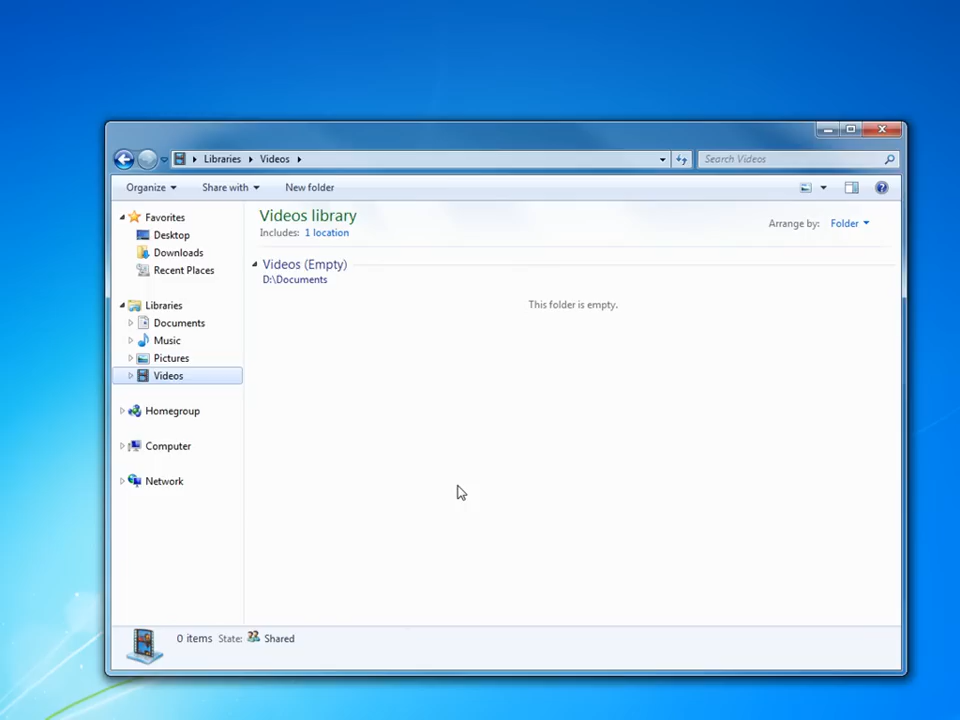 Libraries Videos
Search Videos
Organize Share with New folder
Favorites
Desktop
Downloads
Recent Places
Libraries
Documents
Music
Pictures
Videos
Homegroup
Computer
Network
Videos library
Includes: 1 location
Arrange by: Folder
Videos (Empty)
D:\Documents
This folder is empty.
0 items State: Shared